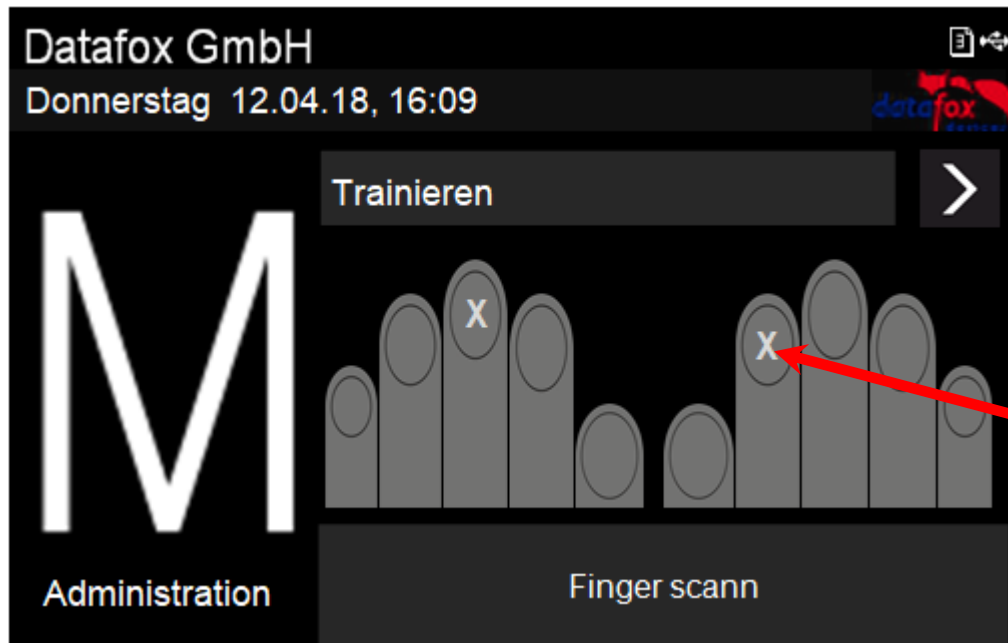 Datafox GmbH
Donnerstag 12.04.18, 16:09
datafox
Trainieren
M
X
X
Administration
Finger scann